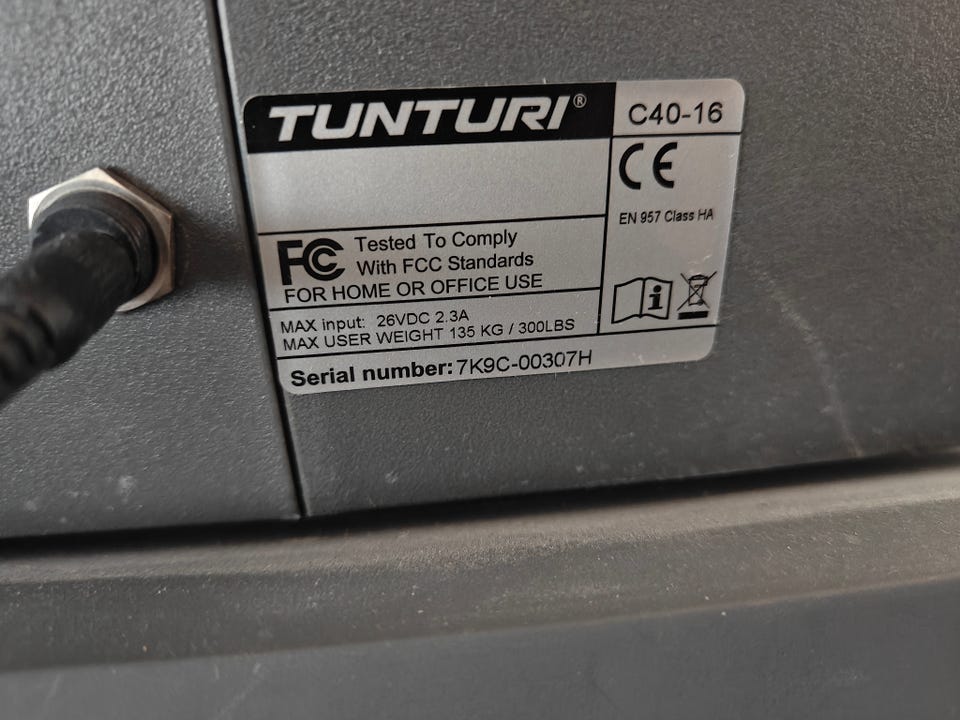 TUNTURI®
C40-16
CE
EN 957 Class HA
FC Tested To Comply
With FCC Standards
FOR HOME OR OFFICE USE
MAX input: 26VDC 2.3A
MAX USER WEIGHT 135 KG / 300LBS
Serial number: 7K9C-00307H